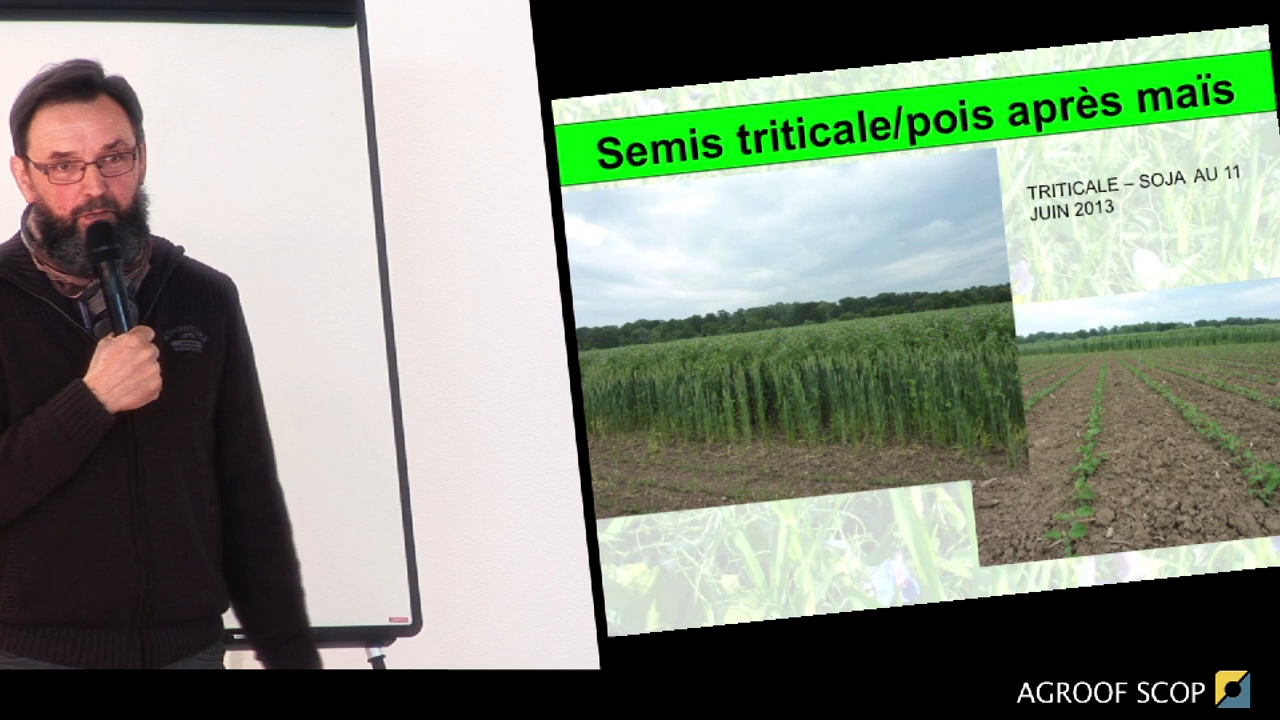 Semis triticale/pois après maïs
TRITICALE – SOJA AU 11
JUIN 2013
AGROOF SCOP